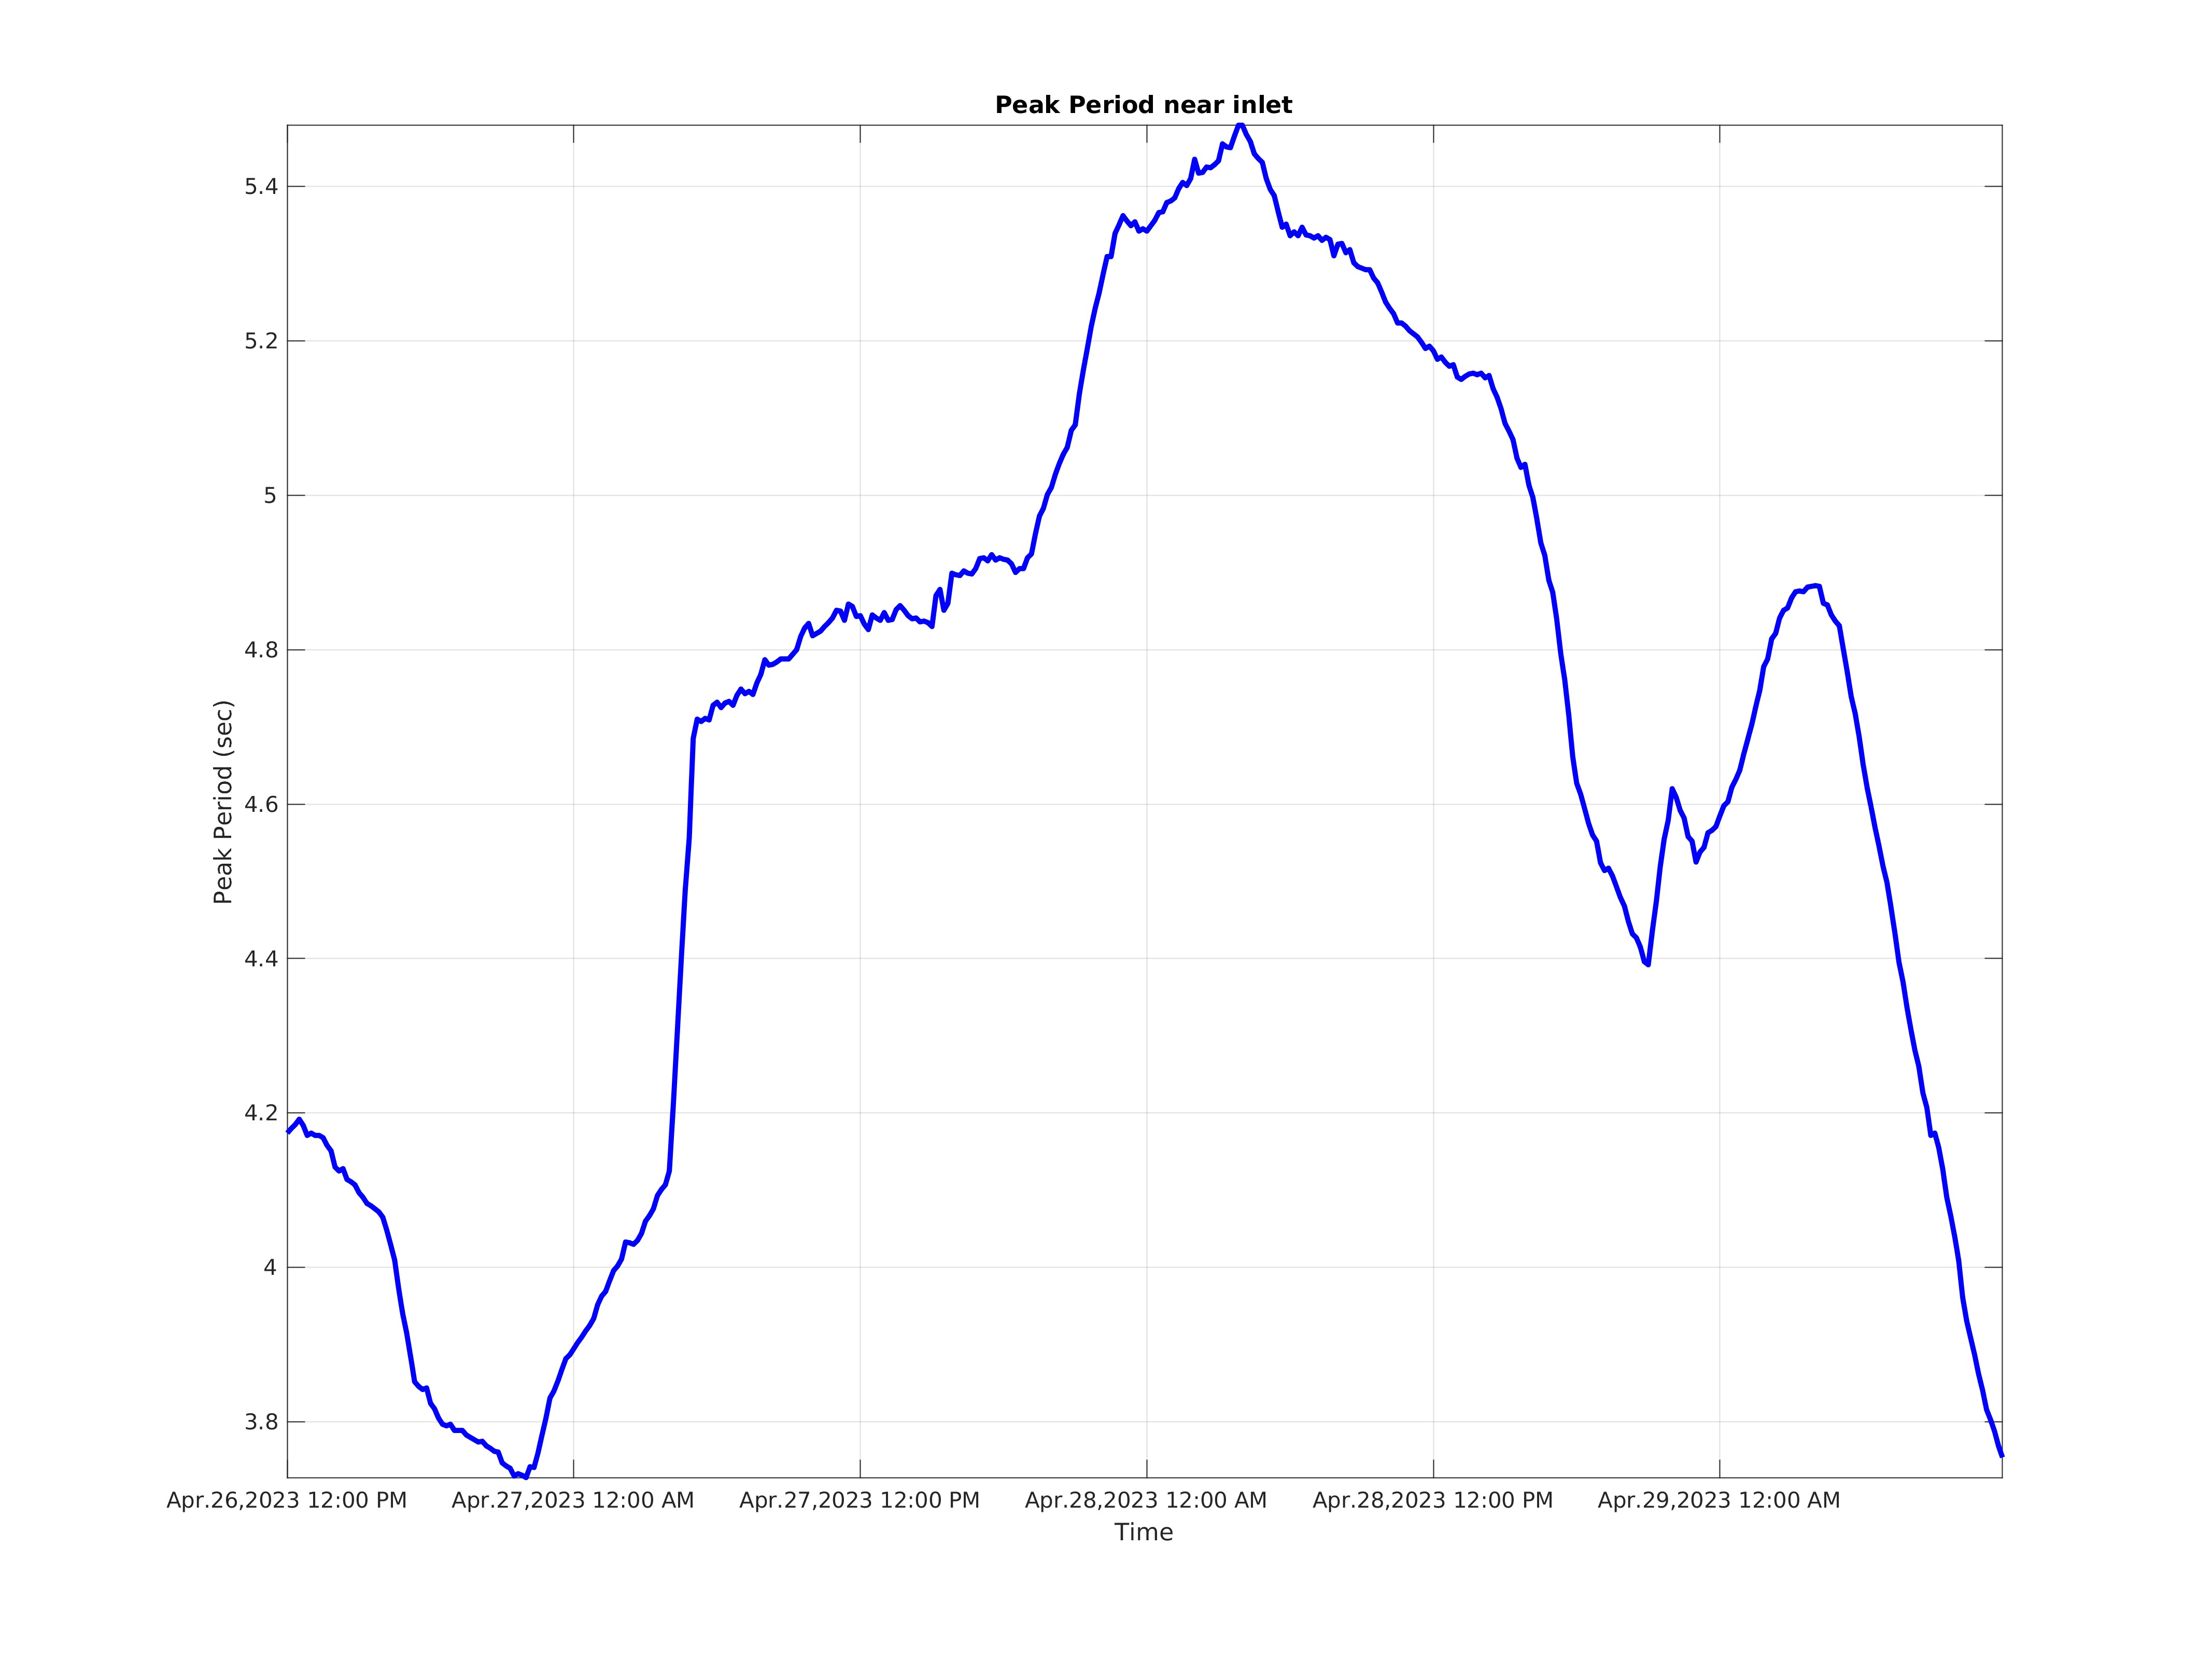 Peak Period near inlet
5.4
5.2
5
4.8
4.6
4.4
4.2
4
3.8
Peak Period (sec)
Apr.26,2023 12:00 PM Apr.27,2023 12:00 AM Apr.27,2023 12:00 PM Apr.28,2023 12:00 AM Apr.28,2023 12:00 PM Apr.29,2023 12:00 AM
Time